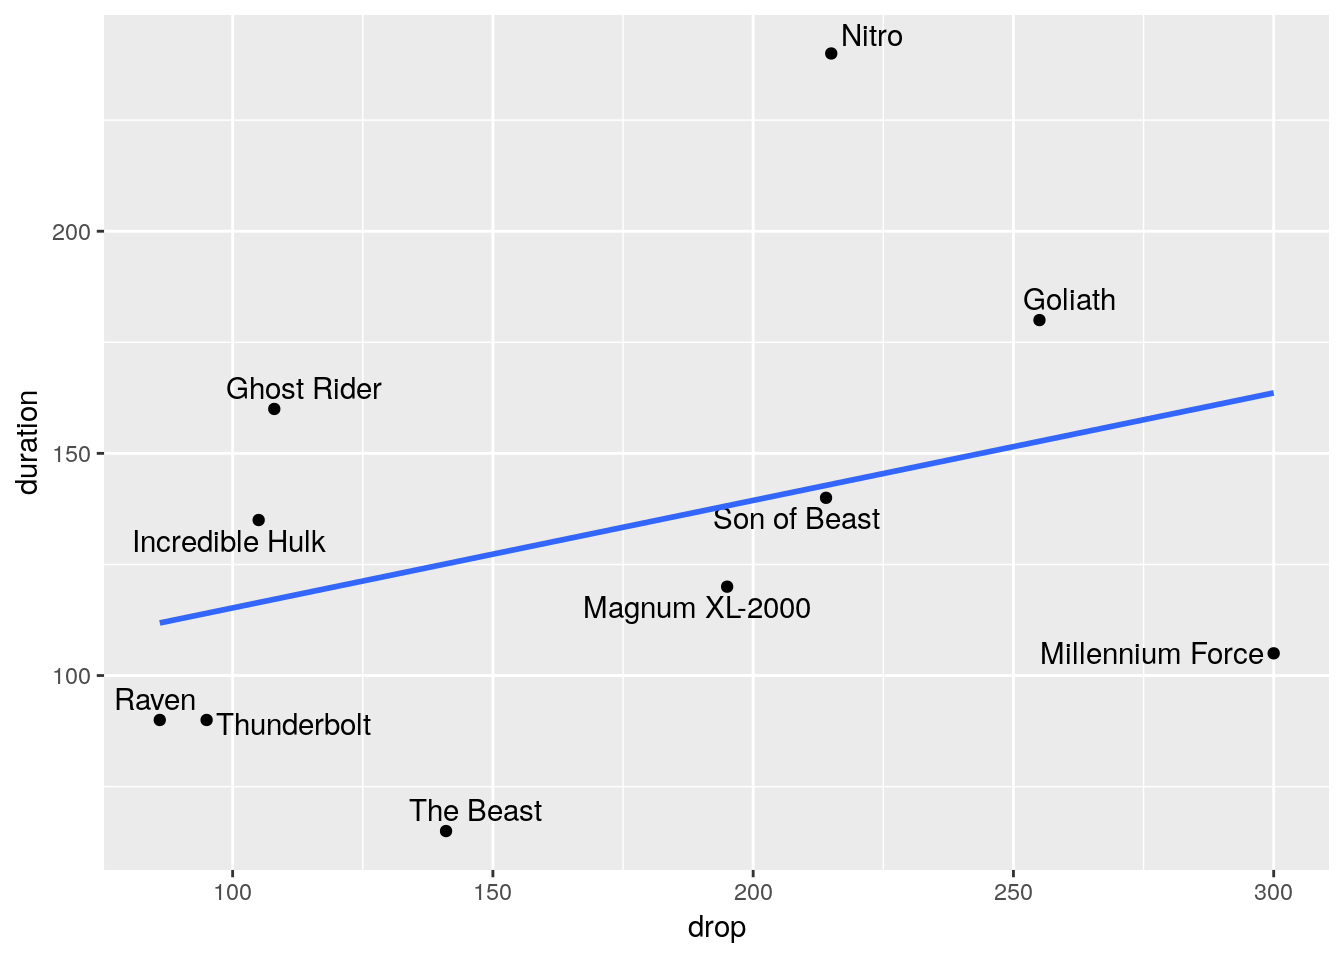 Nitro
200
Goliath
Ghost Rider
150
duration
Son of Beast
Incredible Hulk
Magnum XL-2000
Millennium Force
100
Raven
Thunderbolt
The Beast
100
150
200
250
300
drop